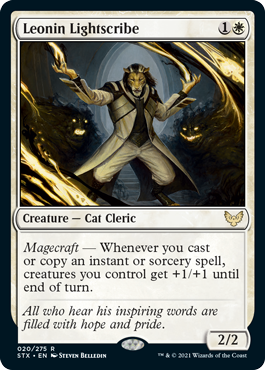 Leonin Lightscribe 1
Creature — Cat Cleric
Magecraft — Whenever you cast
or copy an instant or sorcery spell,
creatures you control get +1/+1 until
end of turn.
All who hear his inspiring words are
filled with hope and pride.
2/2
020/275 R
STX • EN Steven Belledin
™ & © 2021 Wizards of the Coast